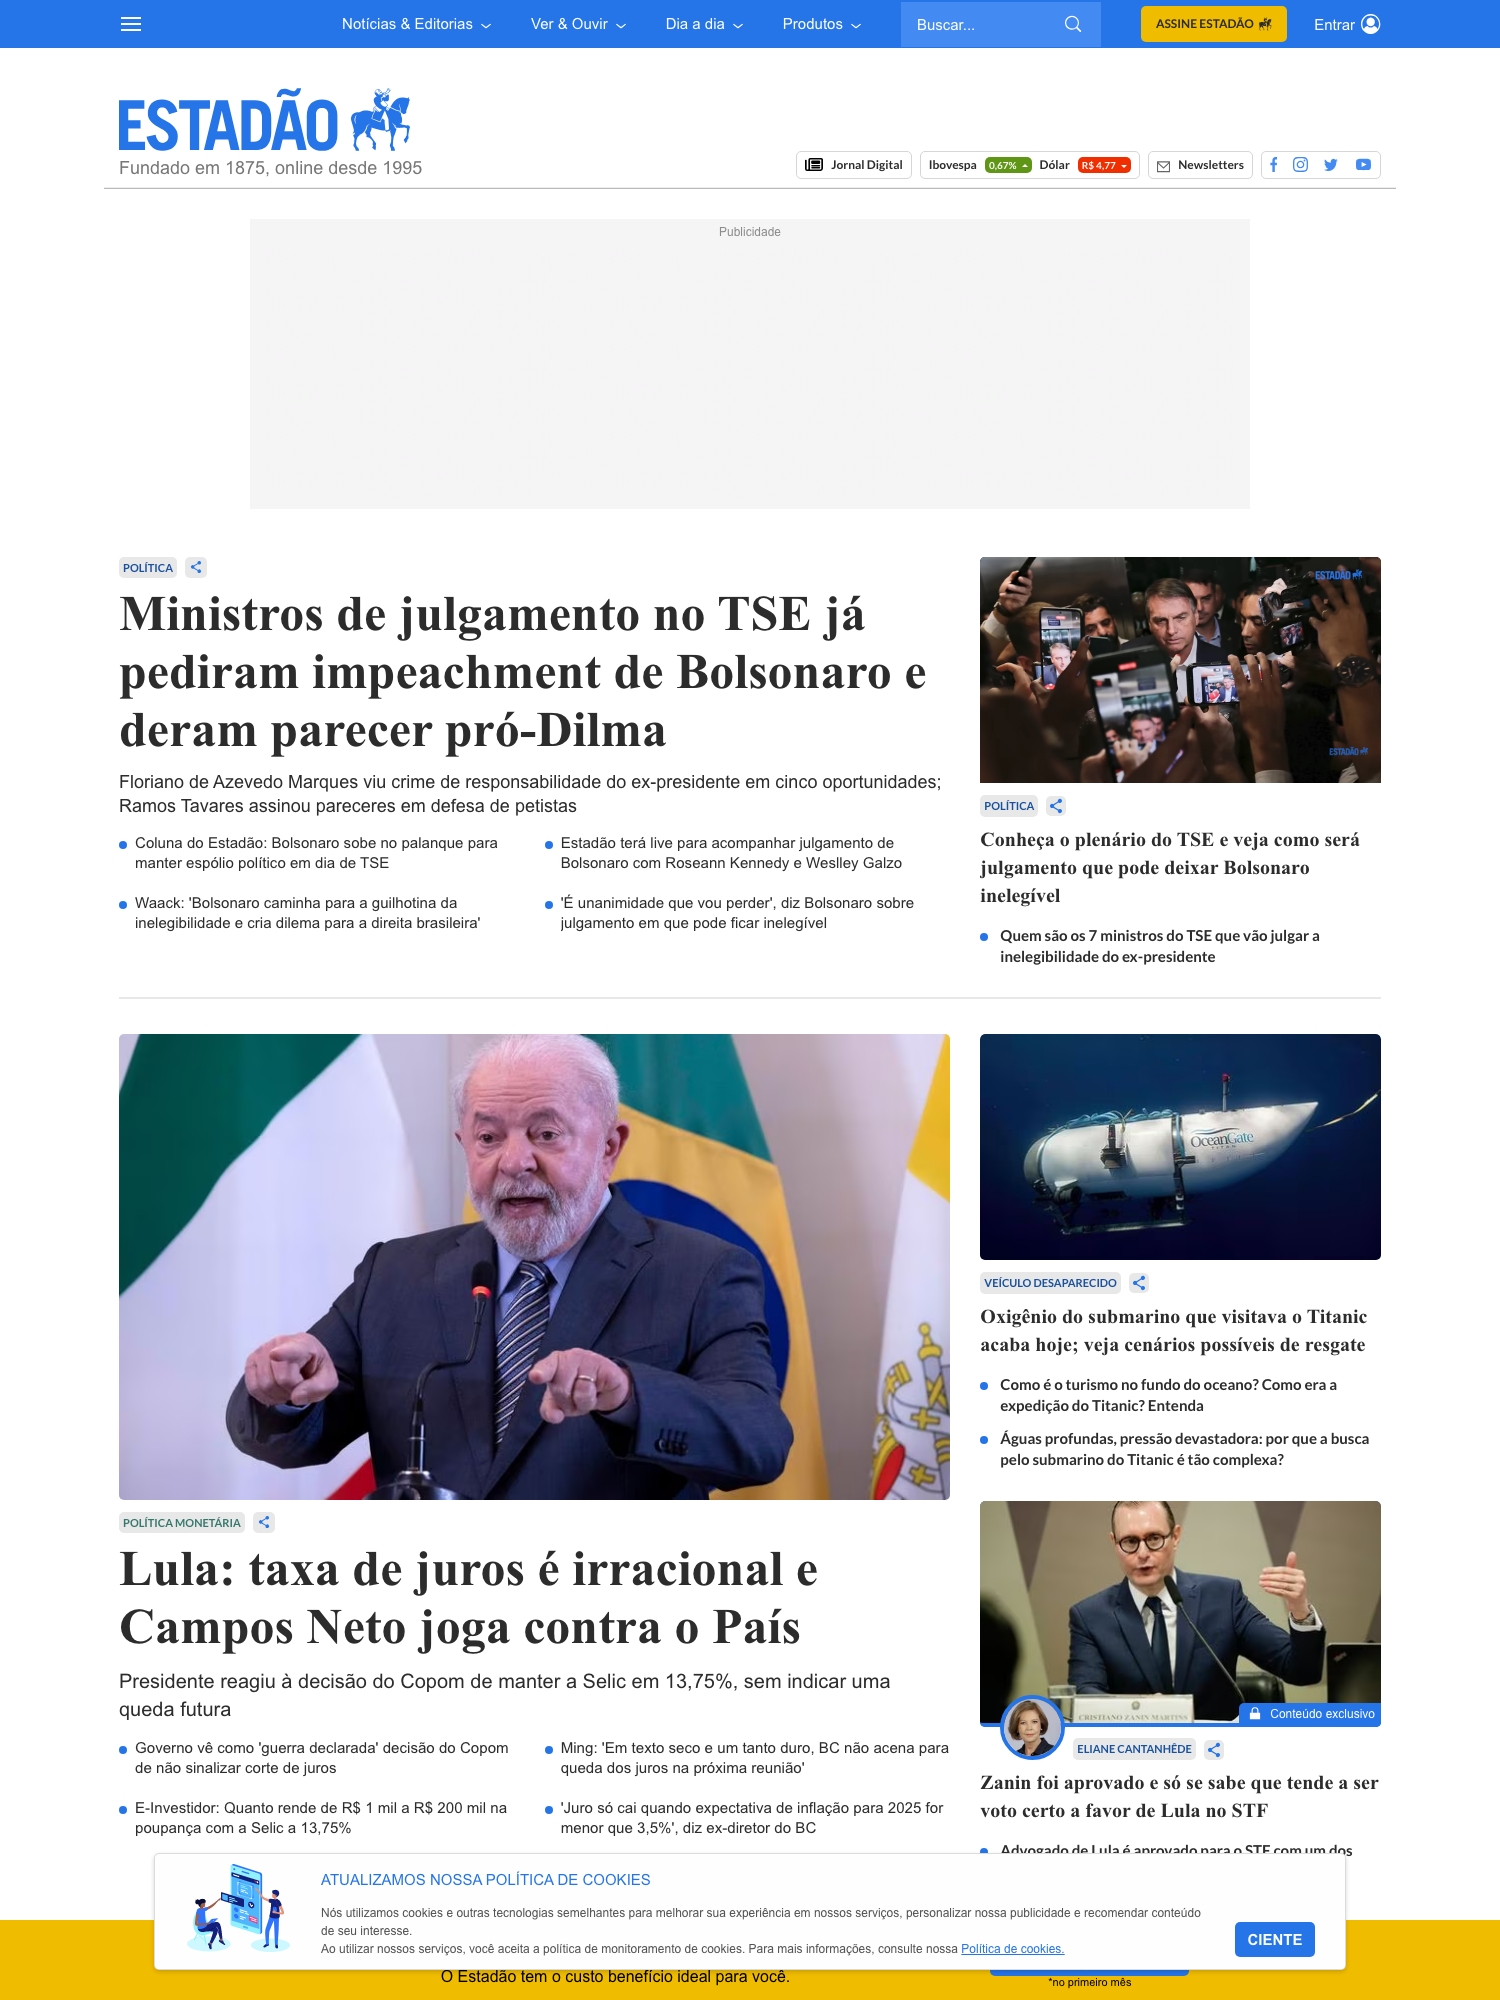 Notícias & Editorias
Ver & Ouvir
Dia a dia
Produtos
Buscar...
ASSINE ESTADÃO
Entrar
ESTADÃO
Fundado em 1875, online desde 1995
Jornal Digital
Ibovespa 0,67% Dólar R$ 4,77
Newsletters
Publicidade
POLÍTICA
Ministros de julgamento no TSE já
pediram impeachment de Bolsonaro e
deram parecer pró-Dilma
Floriano de Azevedo Marques viu crime de responsabilidade do ex-presidente em cinco oportunidades;
Ramos Tavares assinou pareceres em defesa de petistas
Coluna do Estadão: Bolsonaro sobe no palanque para
manter espólio político em dia de TSE
Waack: 'Bolsonaro caminha para a guilhotina da
inelegibilidade e cria dilema para a direita brasileira'
Estadão terá live para acompanhar julgamento de
Bolsonaro com Roseann Kennedy e Weslley Galzo
'É unanimidade que vou perder', diz Bolsonaro sobre
julgamento em que pode ficar inelegível
ESTADÃO
ESTADÃO
POLÍTICA
Conheça o plenário do TSE e veja como será
julgamento que pode deixar Bolsonaro
inelegível
Quem são os 7 ministros do TSE que vão julgar a
inelegibilidade do ex-presidente
POLÍTICA MONETÁRIA
Lula: taxa de juros é irracional e
Campos Neto joga contra o País
Presidente reagiu à decisão do Copom de manter a Selic em 13,75%, sem indicar uma
queda futura
Governo vê como 'guerra declarada' decisão do Copom
de não sinalizar corte de juros
E-Investidor: Quanto rende de R$ 1 mil a R$ 200 mil na
poupança com a Selic a 13,75%
Ming: 'Em texto seco e um tanto duro, BC não acena para
queda dos juros na próxima reunião'
'Juro só cai quando expectativa de inflação para 2025 for
menor que 3,5%', diz ex-diretor do BC
OceanGate
TITAN
VEÍCULO DESAPARECIDO
Oxigênio do submarino que visitava o Titanic
acaba hoje; veja cenários possíveis de resgate
Como é o turismo no fundo do oceano? Como era a
expedição do Titanic? Entenda
Águas profundas, pressão devastadora: por que a busca
pelo submarino do Titanic é tão complexa?
CRISTIANO ZANIN MARTINS
Conteúdo exclusivo
ELIANE CANTANHÊDE
Zanin foi aprovado e só se sabe que tende a ser
voto certo a favor de Lula no STF
Advogado de Lula é aprovado para o STF com um dos
ATUALIZAMOS NOSSA POLÍTICA DE COOKIES
Nós utilizamos cookies e outras tecnologias semelhantes para melhorar sua experiência em nossos serviços, personalizar nossa publicidade e recomendar conteúdo
de seu interesse.
Ao utilizar nossos serviços, você aceita a política de monitoramento de cookies. Para mais informações, consulte nossa Política de cookies.
CIENTE
O Estadão tem o custo benefício ideal para você.
*no primeiro mês